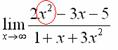 lim x→∞ (2x² − 3x − 5)/(1 + x + 3x²)